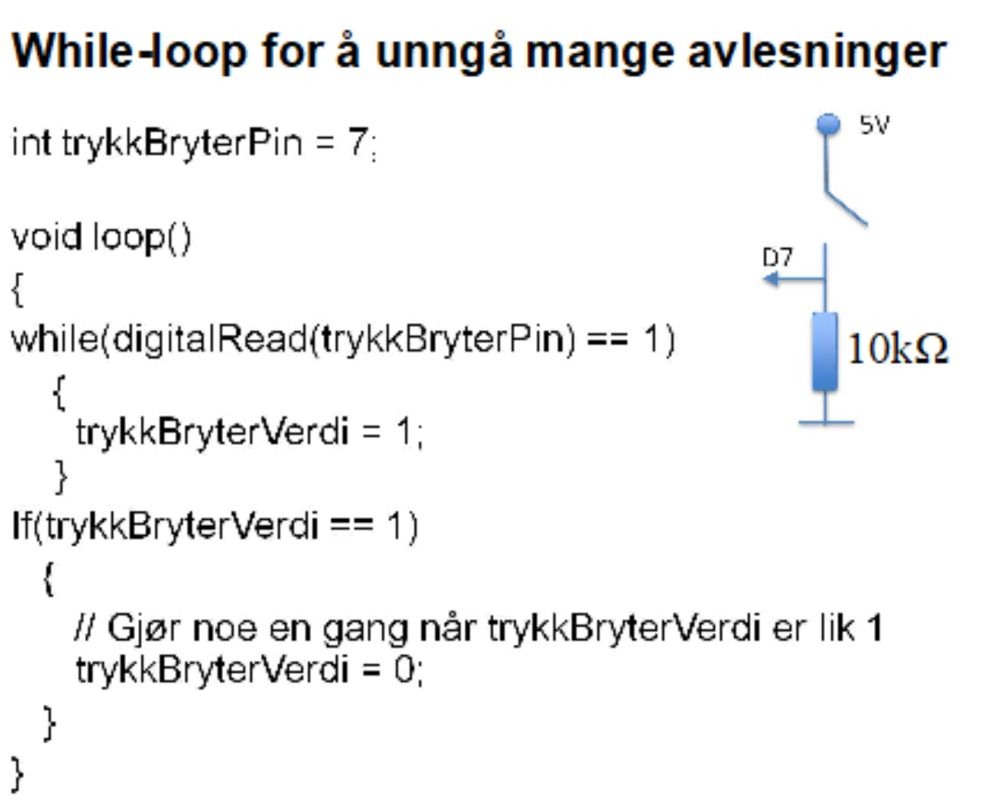 While-loop for å unngå mange avlesninger
int trykkBryterPin = 7;
5V
void loop()
{
D7
while(digitalRead(trykkBryterPin) == 1)
10kΩ
{
trykkBryterVerdi = 1;
}
If(trykkBryterVerdi == 1)
{
// Gjør noe en gang når trykkBryterVerdi er lik 1
trykkBryterVerdi = 0;
}
}